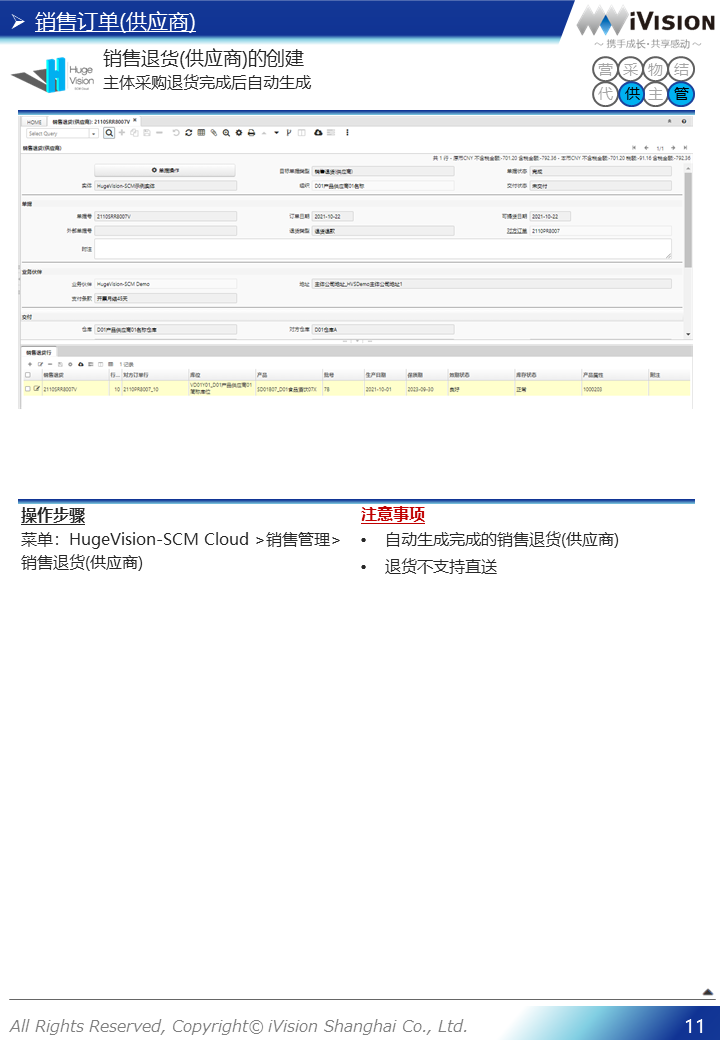 销售订单(供应商)
iVISION
～ 携手成长·共享感动 ～
Huge Vision
销售退货(供应商)的创建
主体采购退货完成后自动生成
营 采 物 结
代 供 主 管
HOME 销售退货(供应商): 2110SRR8007V
Select Query
销售退货(供应商)
1/1
共 1 行 - 原币CNY 不含税金额:-701.20 含税金额:-792.36 - 本币CNY 不含税金额:-701.20 税额:-91.16 含税金额:-792.36
单据操作 目标单据类型 销售退货(供应商) 单据状态 完成
实体 HugeVision-SCM示例实体 组织 D01产品供应商01名称 交付状态 未交付
单据
单据号 2110SRR8007V 订单日期 2021-10-22 可提货日期 2021-10-22
外部单据号 退货类型 退货退款 对方订单 2110PR8007
附注
业务伙伴
业务伙伴 HugeVision-SCM Demo 地址 主体公司地址_HVSDemo主体公司地址1
支付条款 开票月结45天
交付
仓库 D01产品供应商01名称仓库 对方仓库 D01仓库A
销售退货行
1 记录
销售退货 行... 对方订单行 库位 产品 批号 生产日期 保质期 效期状态 库存状态 产品属性 附注
2110SRR8007V 10 2110PR8007_10 VD01Y01_D01产品供应商01名称库位 SD01807_D01食品酒饮07X T8 2021-10-01 2023-09-30 良好 正常 1000203
操作步骤
菜单：HugeVision-SCM Cloud >销售管理>
销售退货(供应商)
注意事项
• 自动生成完成的销售退货(供应商)
• 退货不支持直送
All Rights Reserved, Copyright© iVision Shanghai Co., Ltd.
11